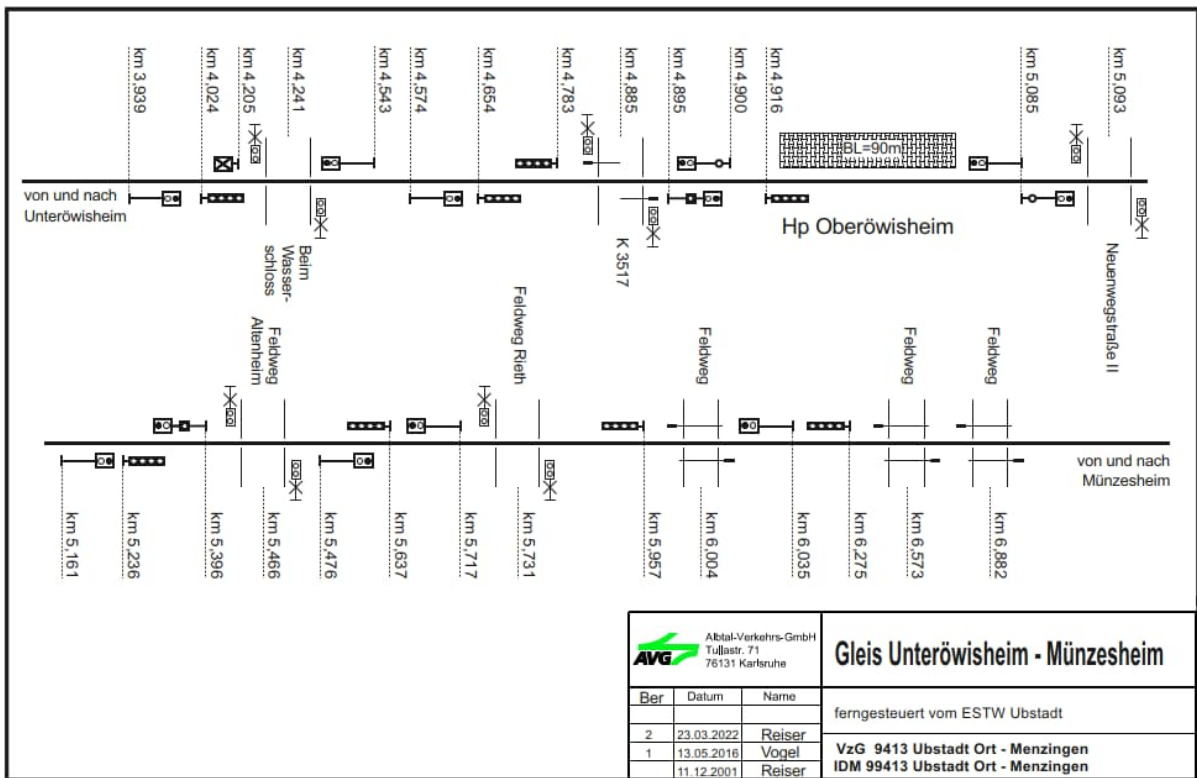 km 3,939
km 4,024
km 4,205
km 4,241
km 4,543
km 4,574
km 4,654
km 4,783
km 4,885
km 4,895
km 4,900
km 4,916
km 5,085
km 5,093
BL=90m
von und nach
Unteröwisheim
Hp Oberöwisheim
Beim
Wasser-
schloss
K 3517
Neuenwegstraße II
Feldweg
Altenheim
Feldweg Rieth
Feldweg
Feldweg
Feldweg
von und nach
Münzesheim
km 5,161
km 5,236
km 5,396
km 5,466
km 5,476
km 5,637
km 5,717
km 5,731
km 5,957
km 6,004
km 6,035
km 6,275
km 6,573
km 6,882
AVG
Albtal-Verkehrs-GmbH
Tullastr. 71
76131 Karlsruhe
Gleis Unteröwisheim - Münzesheim
Ber Datum Name
ferngesteuert vom ESTW Ubstadt
2 23.03.2022 Reiser
1 13.05.2016 Vogel
11.12.2001 Reiser
VzG 9413 Ubstadt Ort - Menzingen
IDM 99413 Ubstadt Ort - Menzingen